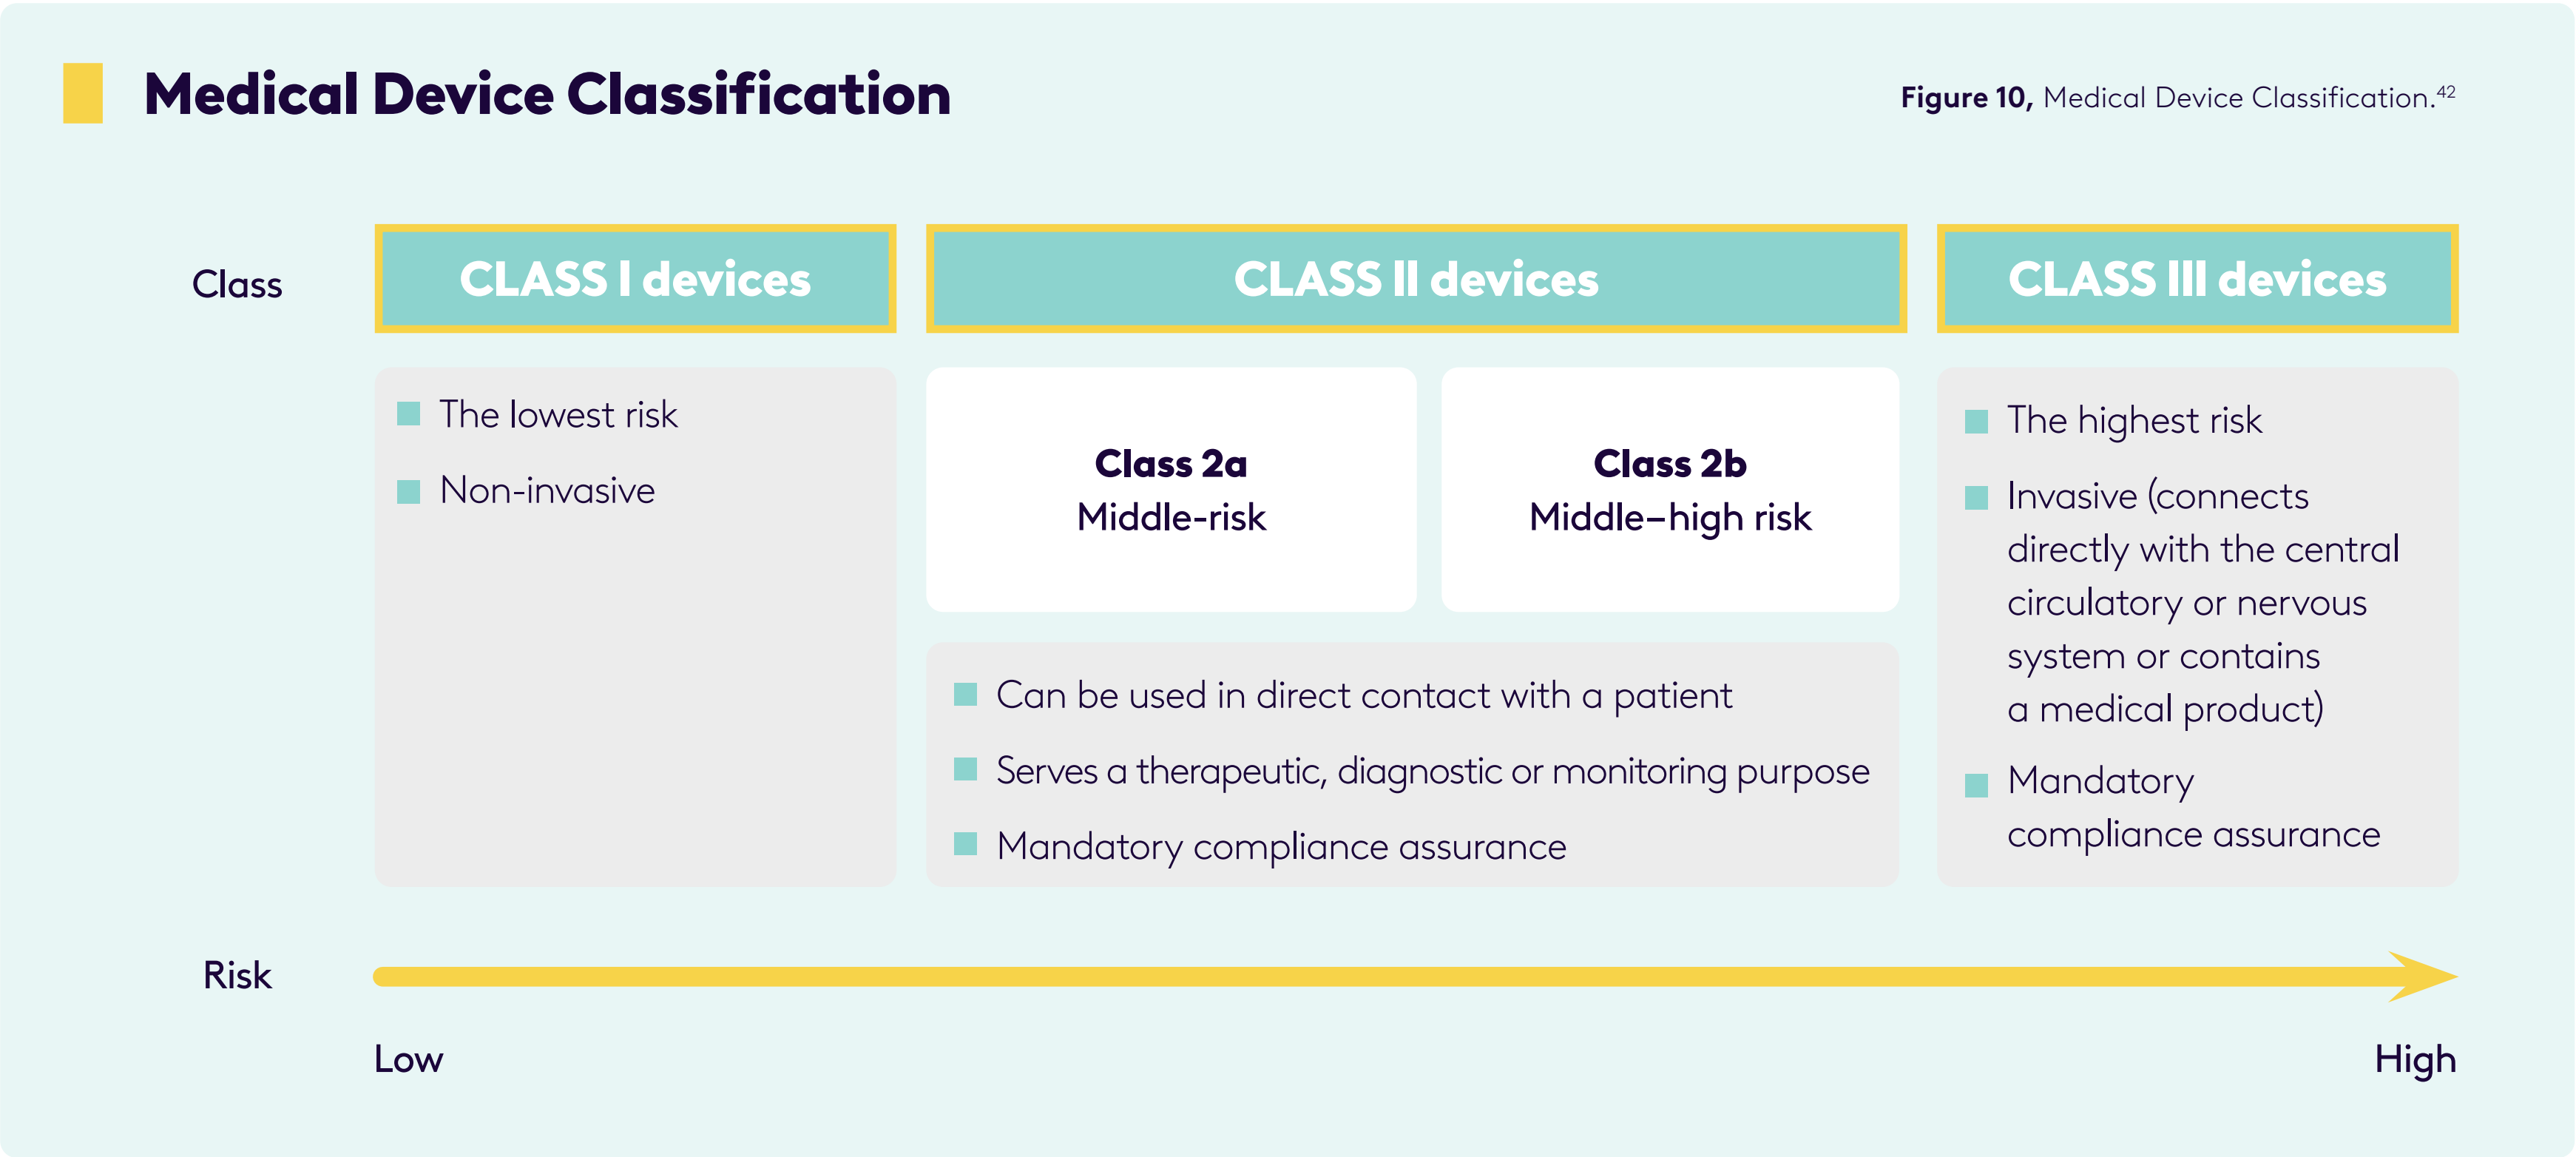 Medical Device Classification
Figure 10, Medical Device Classification.42
Class
CLASS I devices
CLASS II devices
CLASS III devices
The lowest risk
Non-invasive
Class 2a
Middle-risk
Class 2b
Middle–high risk
Can be used in direct contact with a patient
Serves a therapeutic, diagnostic or monitoring purpose
Mandatory compliance assurance
The highest risk
Invasive (connects
directly with the central
circulatory or nervous
system or contains
a medical product)
Mandatory
compliance assurance
Risk
Low
High